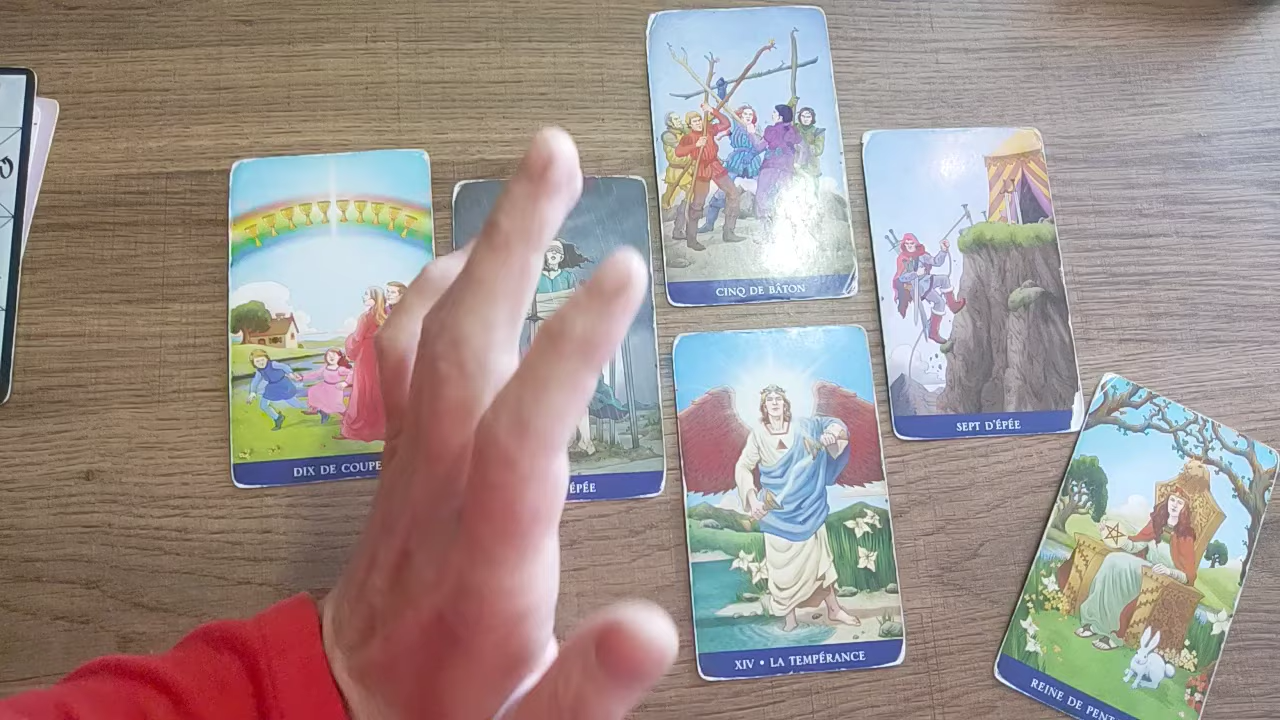 CINQ DE BÂTON
SEPT D'ÉPÉE
DIX DE COUPE
ÉPÉE
XIV • LA TEMPÉRANCE
REINE DE PENT